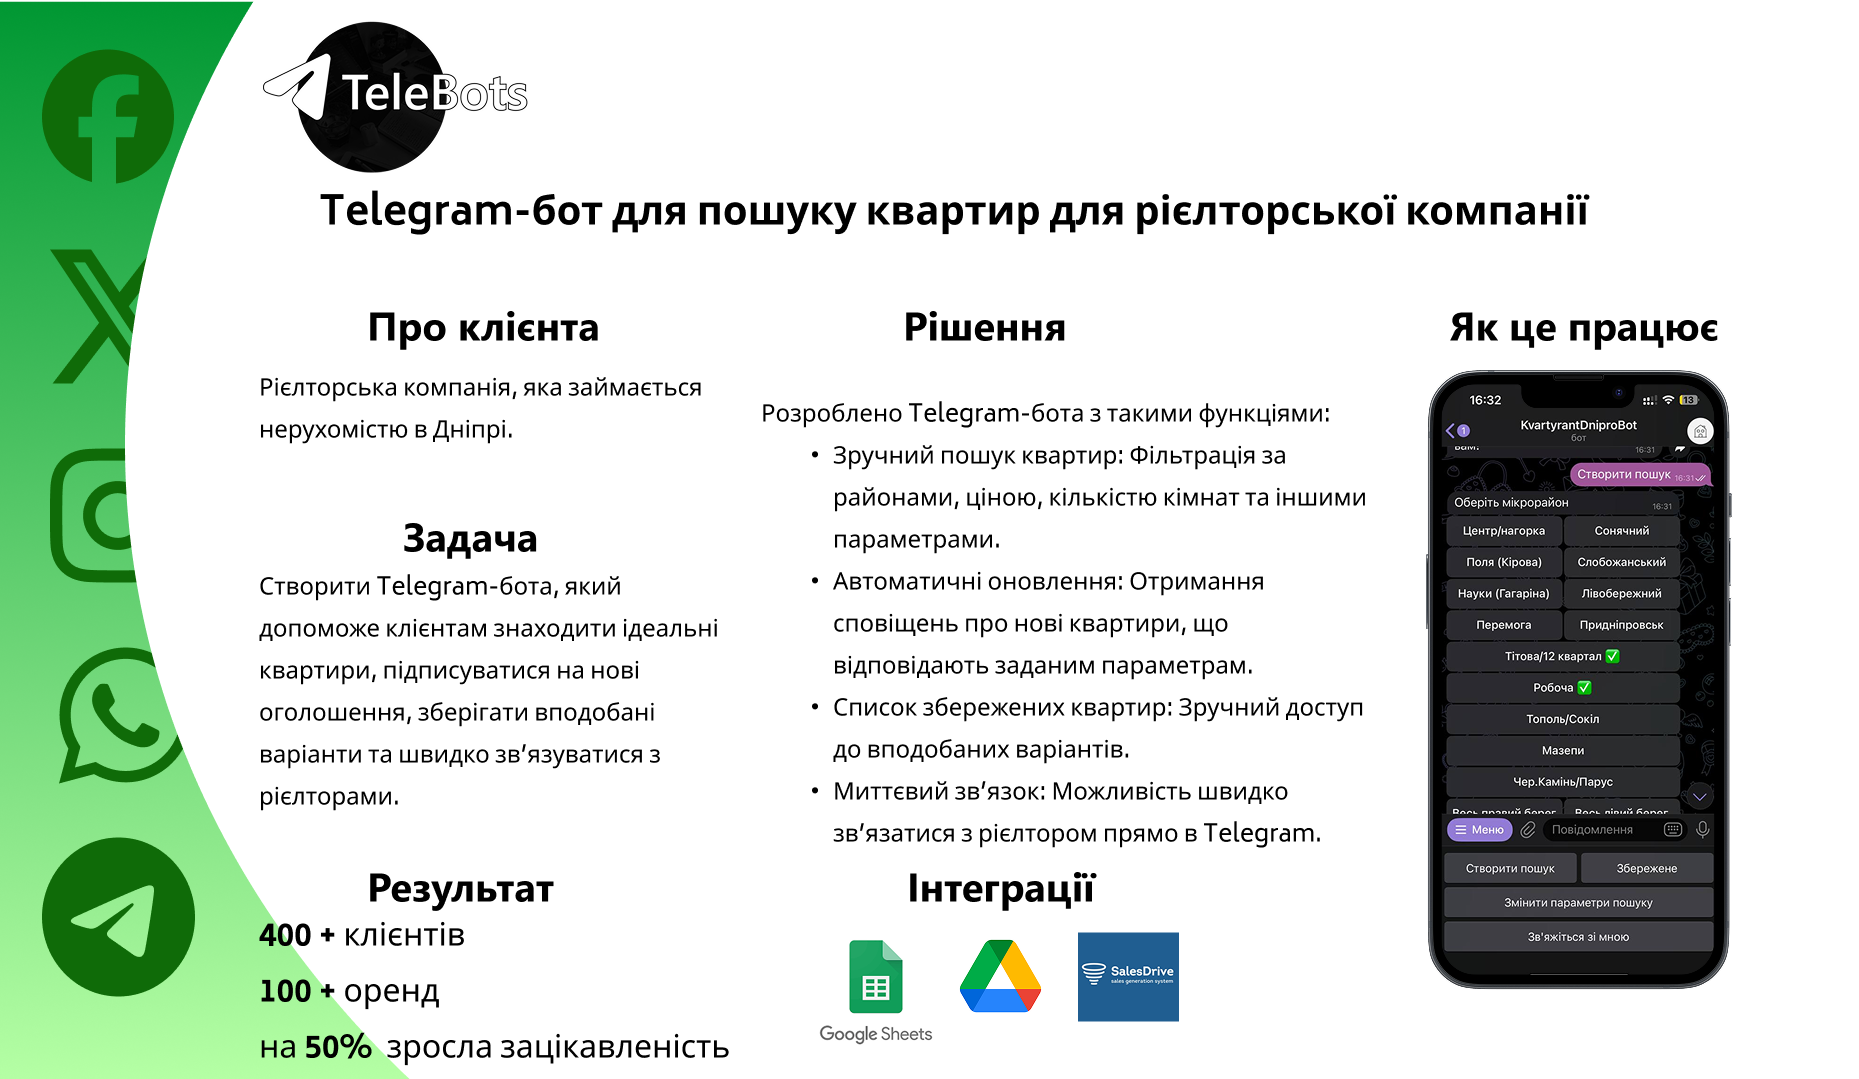 TeleBots
Telegram-бот для пошуку квартир для рієлторської компанії
Про клієнта
Рієлторська компанія, яка займається
нерухомістю в Дніпрі.
Задача
Створити Telegram-бота, який
допоможе клієнтам знаходити ідеальні
квартири, підписуватися на нові
оголошення, зберігати вподобані
варіанти та швидко зв’язуватися з
рієлторами.
Результат
400 + клієнтів
100 + оренд
на 50% зросла зацікавленість
Рішення
Розроблено Telegram-бота з такими функціями:
• Зручний пошук квартир: Фільтрація за
районами, ціною, кількістю кімнат та іншими
параметрами.
• Автоматичні оновлення: Отримання
сповіщень про нові квартири, що
відповідають заданим параметрам.
• Список збережених квартир: Зручний доступ
до вподобаних варіантів.
• Миттєвий зв’язок: Можливість швидко
зв’язатися з рієлтором прямо в Telegram.
Інтеграції
Google Sheets
SalesDrive
sales generation system
Як це працює
16:32
13
1
KvartyrantDniproBot
бот
вам!
16:31
Створити пошук 16:31
Оберіть мікрорайон
16:31
Центр/нагорка
Сонячний
Поля (Кірова)
Слобожанський
Науки (Гагаріна)
Лівобережний
Перемога
Придніпровськ
Тітова/12 квартал ✅
Робоча ✅
Тополь/Сокіл
Мазепи
Чер.Камінь/Парус
Весь правий берег
Весь лівий берег
Меню
Повідомлення
Створити пошук
Збережене
Змінити параметри пошуку
Зв'яжіться зі мною